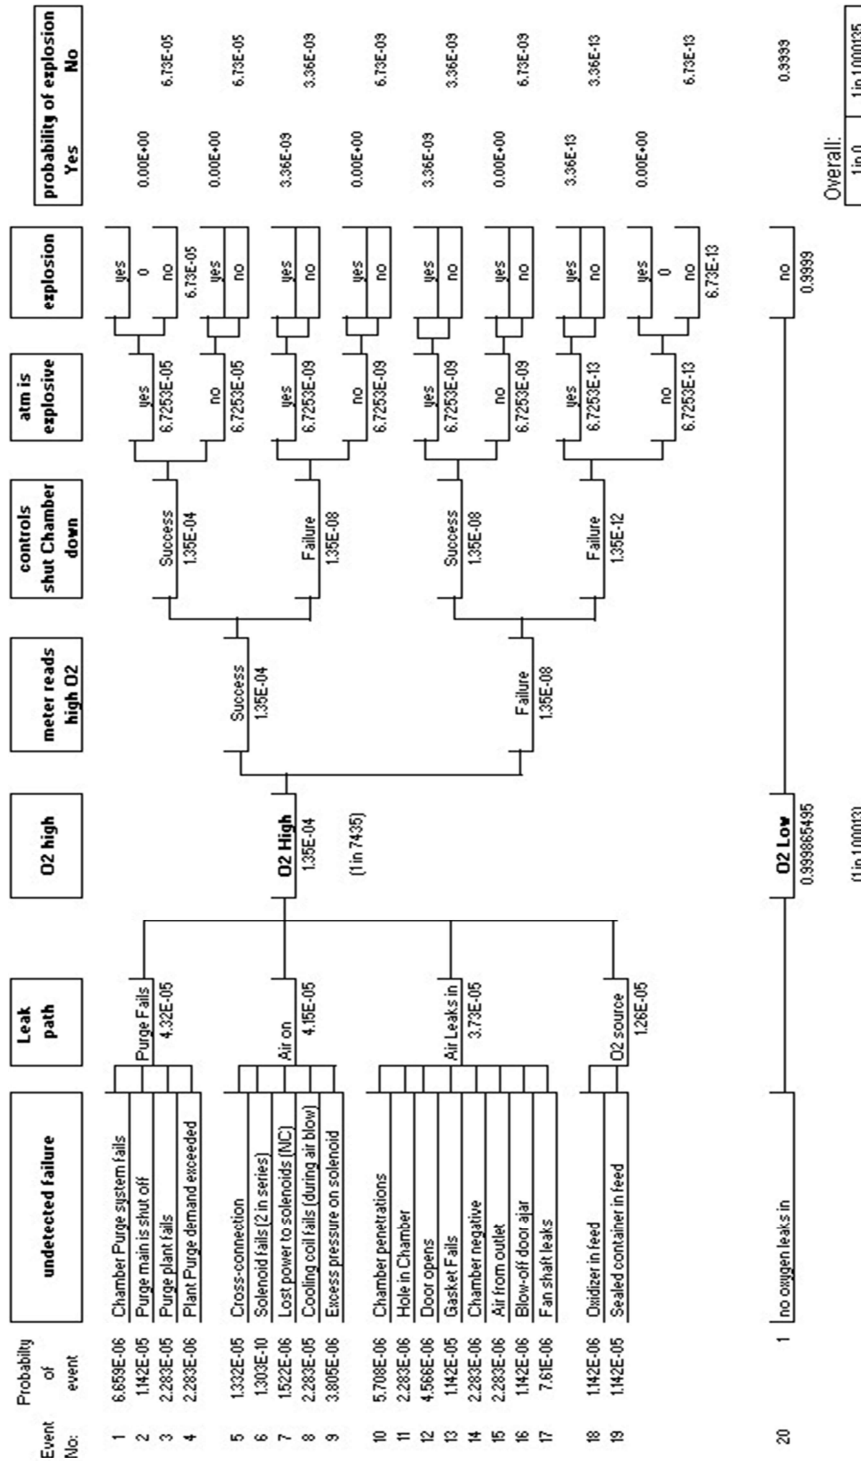 Event No:
Probabilty of event
undetected failure
Leak path
O2 high
meter reads high O2
controls shut Chamber down
atm is explosive
explosion
probability of explosion
Yes No
1 6.659E-06 Chamber Purge system fails
2 1.142E-05 Purge main is shut off
3 2.283E-05 Purge plant fails
4 2.283E-06 Plant Purge demand exceeded
Purge Fails
4.32E-05
5 1.332E-05 Cross-connection
6 1.303E-10 Solenoid fails (2 in series)
7 1.522E-06 Lost power to solenoids (NC)
8 2.283E-05 Cooling coil fails (during air blow)
9 3.805E-06 Excess pressure on solenoid
Air on
4.15E-05
10 5.708E-06 Chamber penetrations
11 2.283E-06 Hole in Chamber
12 4.566E-06 Door opens
13 1.142E-05 Gasket Fails
14 2.283E-06 Chamber negative
15 2.283E-06 Air from outlet
16 1.142E-06 Blow-off door ajar
17 7.61E-06 Fan shaft leaks
Air Leaks in
3.73E-05
18 1.142E-06 Oxidizer in feed
19 1.142E-05 Sealed container in feed
O2 source
1.26E-05
O2 High
1.35E-04
(1 in 7435)
Success
1.35E-04
Failure
1.35E-08
Success
1.35E-04
Failure
1.35E-08
Success
1.35E-08
Failure
1.35E-12
yes
6.7253E-05
no
6.7253E-05
yes
6.7253E-09
no
6.7253E-09
yes
6.7253E-09
no
6.7253E-09
yes
6.7253E-13
no
6.7253E-13
yes
0
no
6.73E-05
yes
no
yes
no
yes
no
yes
no
yes
no
yes
no
yes
0
no
6.73E-13
0.00E+00
6.73E-05
0.00E+00
6.73E-05
3.36E-09
3.36E-09
0.00E+00
6.73E-09
3.36E-09
3.36E-09
0.00E+00
6.73E-09
3.36E-13
3.36E-13
0.00E+00
6.73E-13
20 1 no oxygen leaks in
O2 Low
0.999865495
(1 in 1.00013)
no
0.9999
0.9999
Overall:
1 in 0 1 in 1.0000135